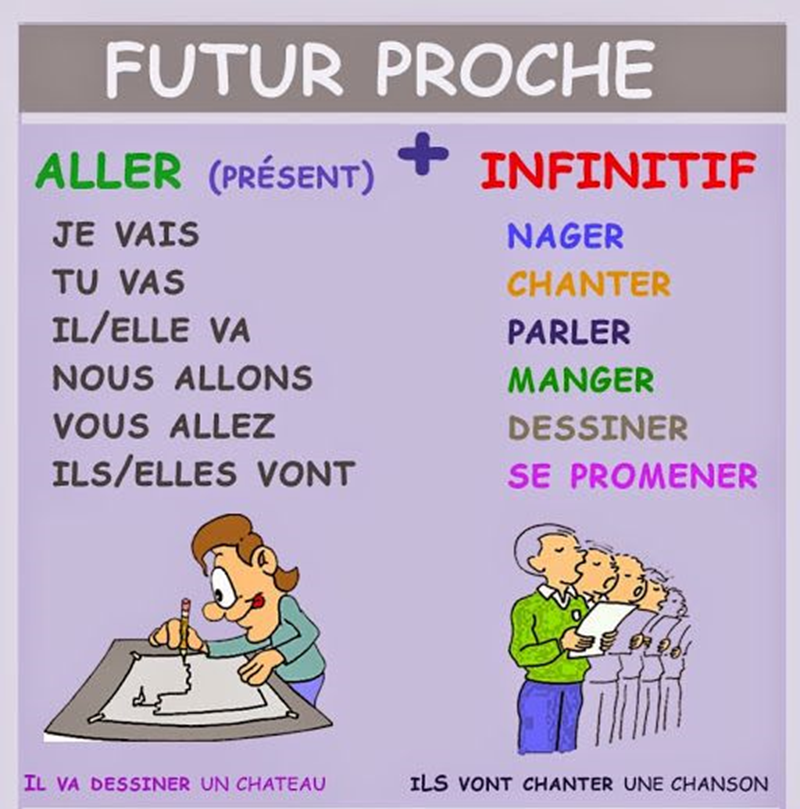 FUTUR PROCHE
ALLER (PRÉSENT) + INFINITIF
JE VAIS NAGER
TU VAS CHANTER
IL/ELLE VA PARLER
NOUS ALLONS MANGER
VOUS ALLEZ DESSINER
ILS/ELLES VONT SE PROMENER
IL VA DESSINER UN CHATEAU
iLS VONT CHANTER UNE CHANSON